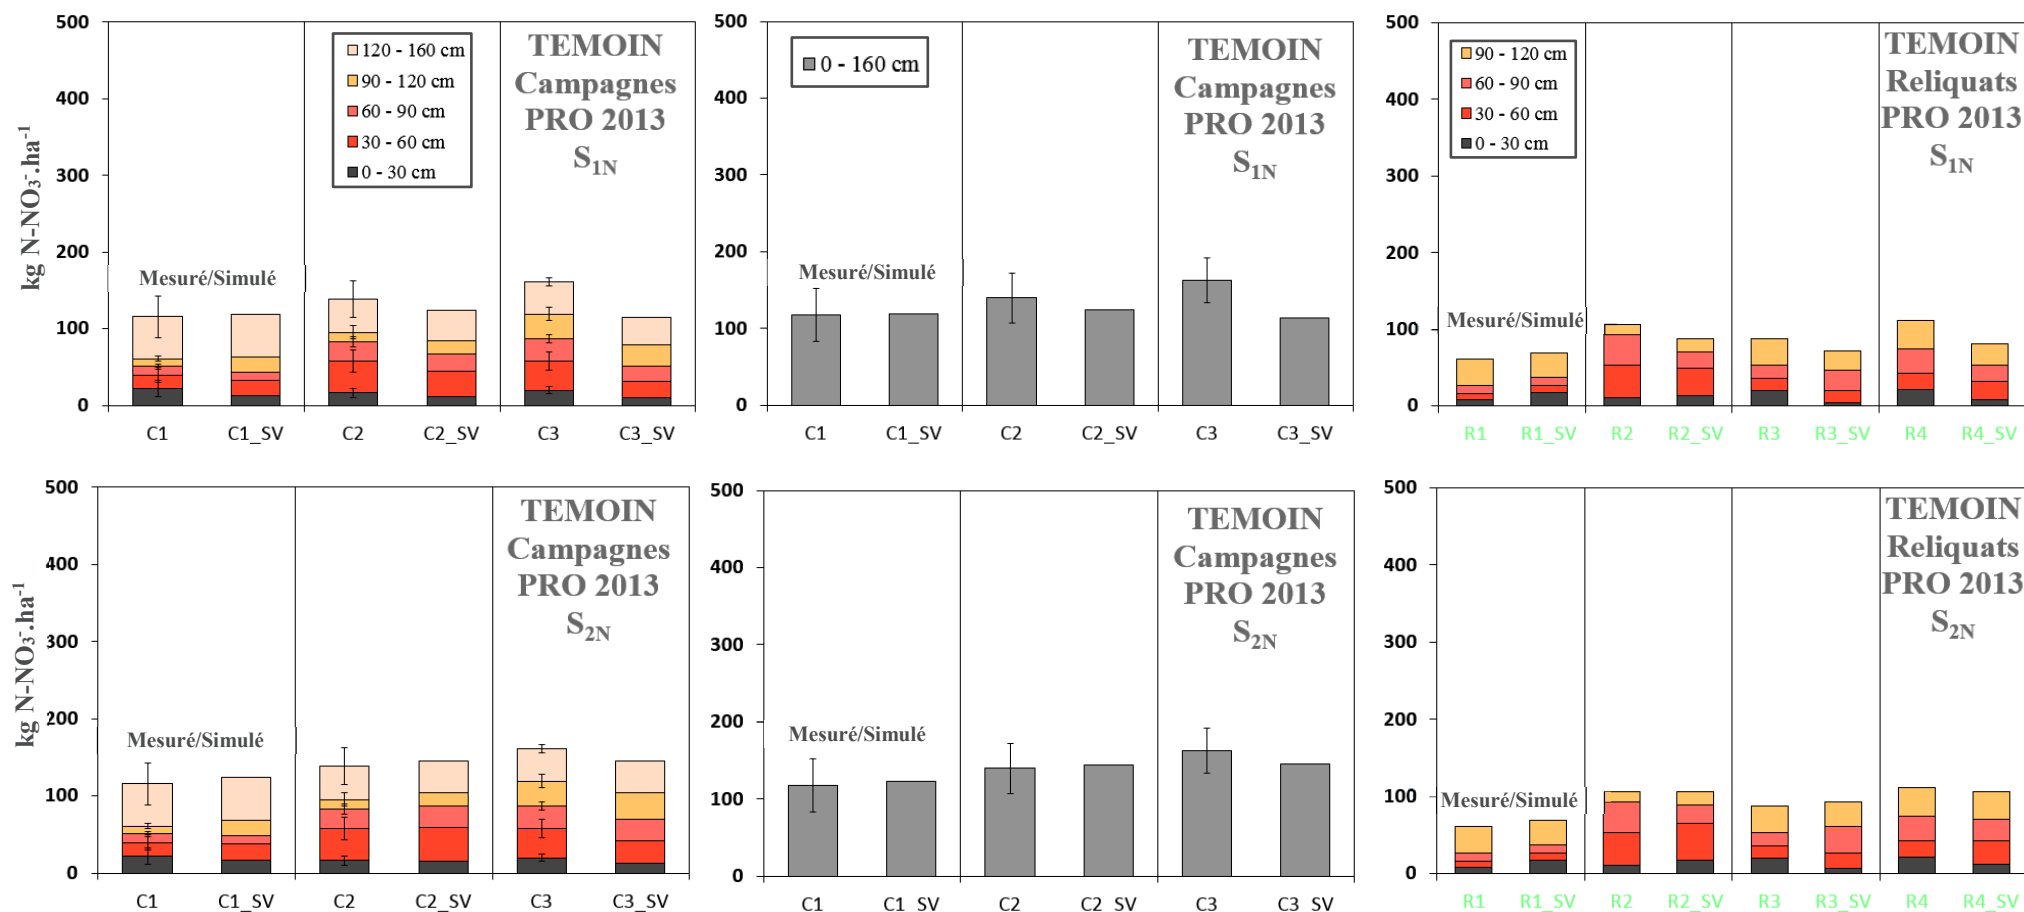 kg N-NO3-.ha-1
500
400
300
200
100
0
120 - 160 cm
90 - 120 cm
60 - 90 cm
30 - 60 cm
0 - 30 cm
TEMOIN
Campagnes
PRO 2013
S1N
Mesuré/Simulé
C1
C1_SV
C2
C2_SV
C3
C3_SV
500
400
300
200
100
0
0 - 160 cm
TEMOIN
Campagnes
PRO 2013
S1N
Mesuré/Simulé
C1
C1_SV
C2
C2_SV
C3
C3_SV
500
400
300
200
100
0
90 - 120 cm
60 - 90 cm
30 - 60 cm
0 - 30 cm
TEMOIN
Reliquats
PRO 2013
S1N
Mesuré/Simulé
R1
R1_SV
R2
R2_SV
R3
R3_SV
R4
R4_SV
kg N-NO3-.ha-1
500
400
300
200
100
0
TEMOIN
Campagnes
PRO 2013
S2N
Mesuré/Simulé
C1
C1_SV
C2
C2_SV
C3
C3_SV
500
400
300
200
100
0
TEMOIN
Campagnes
PRO 2013
S2N
Mesuré/Simulé
C1
C1_SV
C2
C2_SV
C3
C3_SV
500
400
300
200
100
0
TEMOIN
Reliquats
PRO 2013
S2N
Mesuré/Simulé
R1
R1_SV
R2
R2_SV
R3
R3_SV
R4
R4_SV